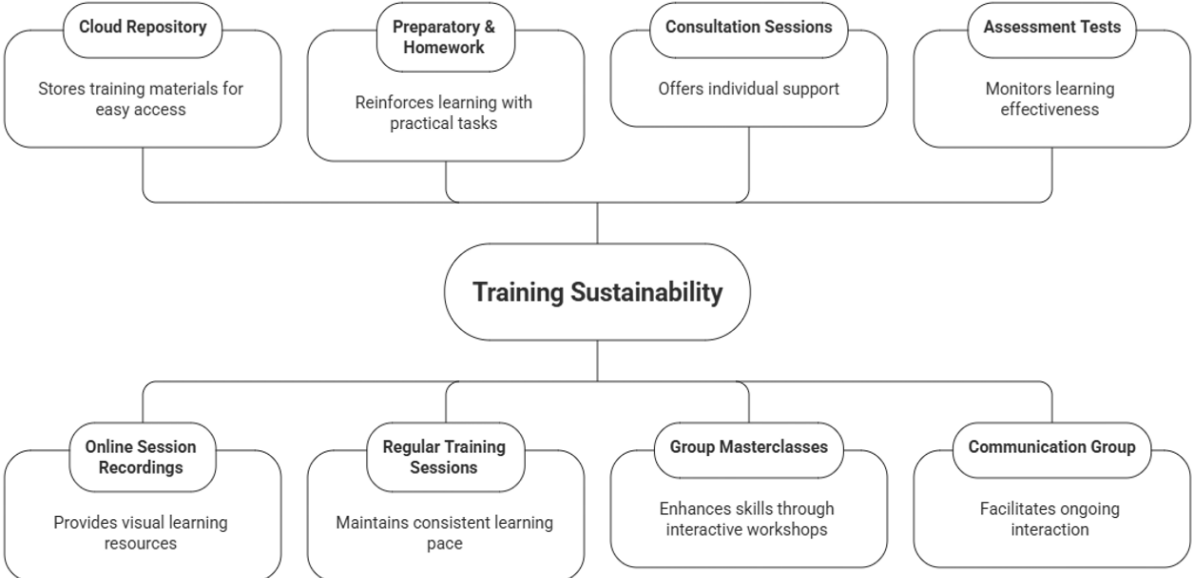 Cloud Repository
Stores training materials for
easy access
Preparatory &
Homework
Reinforces learning with
practical tasks
Consultation Sessions
Offers individual support
Assessment Tests
Monitors learning
effectiveness
Training Sustainability
Online Session
Recordings
Provides visual learning
resources
Regular Training
Sessions
Maintains consistent learning
pace
Group Masterclasses
Enhances skills through
interactive workshops
Communication Group
Facilitates ongoing
interaction